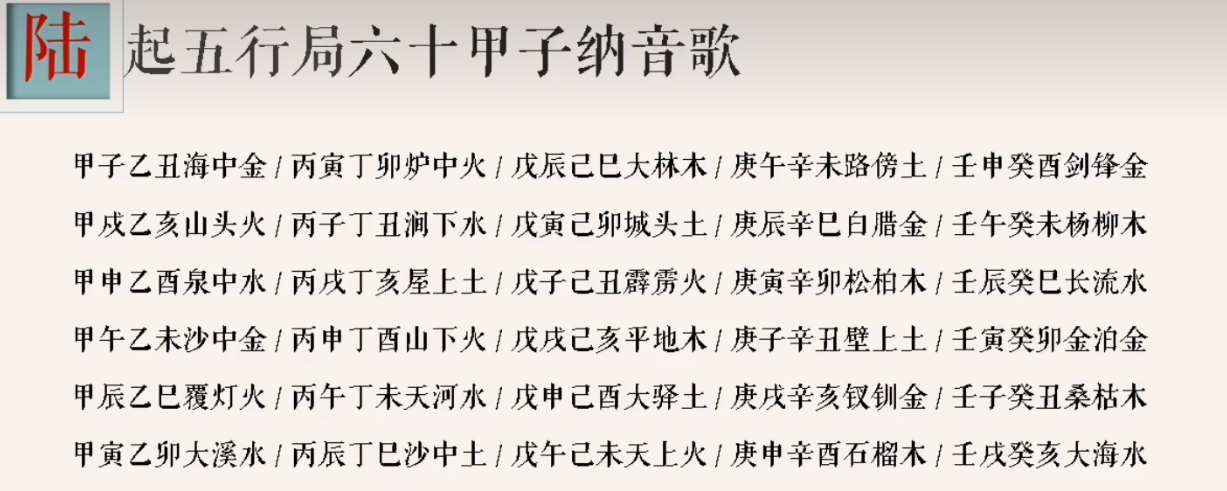 陆 起五行局六十甲子纳音歌
甲子乙丑海中金 / 丙寅丁卯炉中火 / 戊辰己巳大林木 / 庚午辛未路傍土 / 壬申癸酉剑锋金
甲戌乙亥山头火 / 丙子丁丑涧下水 / 戊寅己卯城头土 / 庚辰辛巳白腊金 / 壬午癸未杨柳木
甲申乙酉泉中水 / 丙戌丁亥屋上土 / 戊子己丑霹雳火 / 庚寅辛卯松柏木 / 壬辰癸巳长流水
甲午乙未沙中金 / 丙申丁酉山下火 / 戊戌己亥平地木 / 庚子辛丑壁上土 / 壬寅癸卯金泊金
甲辰乙巳覆灯火 / 丙午丁未天河水 / 戊申己酉大驿土 / 庚戌辛亥钗钏金 / 壬子癸丑桑枯木
甲寅乙卯大溪水 / 丙辰丁巳沙中土 / 戊午己未天上火 / 庚申辛酉石榴木 / 壬戌癸亥大海水